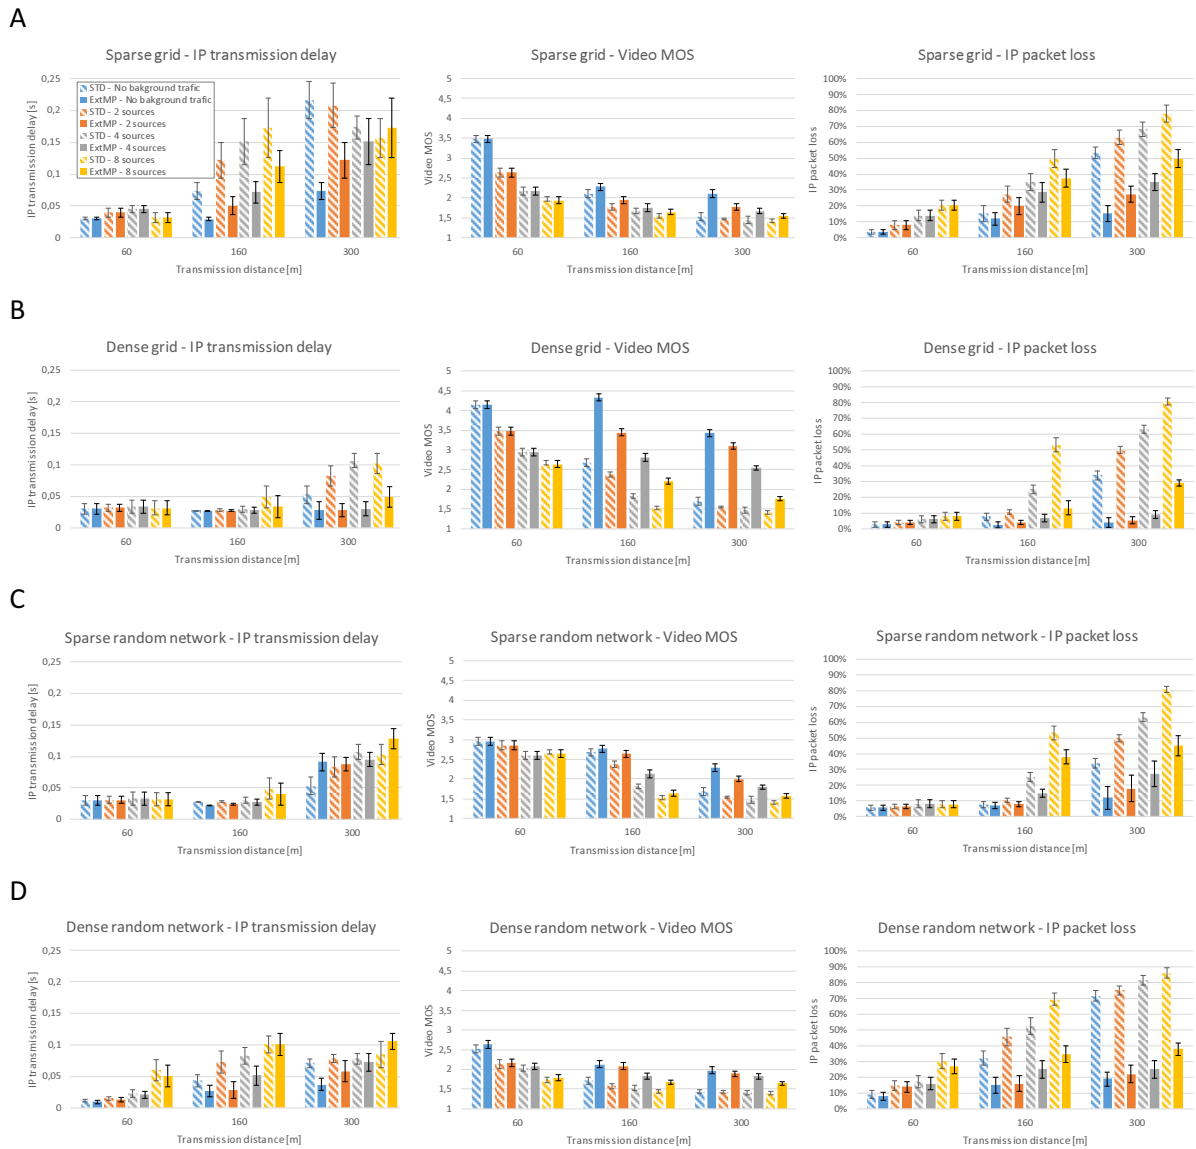 A
Sparse grid - IP transmission delay
IP transmission delay [s]
0,25
0,2
0,15
0,1
0,05
0
STD - No bakground trafic
ExtMP - No bakground trafic
STD - 2 sources
ExtMP - 2 sources
STD - 4 sources
ExtMP - 4 sources
STD - 8 sources
ExtMP - 8 sources
60 160 300
Transmission distance [m]
Sparse grid - Video MOS
Video MOS
5
4,5
4
3,5
3
2,5
2
1,5
1
60 160 300
Transmission distance [m]
Sparse grid - IP packet loss
IP packet loss
100%
90%
80%
70%
60%
50%
40%
30%
20%
10%
0%
60 160 300
Transmission distance [m]
B
Dense grid - IP transmission delay
IP transmission delay [s]
0,25
0,2
0,15
0,1
0,05
0
60 160 300
Transmission distance [m]
Dense grid - Video MOS
Video MOS
5
4,5
4
3,5
3
2,5
2
1,5
1
60 160 300
Transmission distance [m]
Dense grid - IP packet loss
IP packet loss
100%
90%
80%
70%
60%
50%
40%
30%
20%
10%
0%
60 160 300
Transmission distance [m]
C
Sparse random network - IP transmission delay
IP transmission delay [s]
0,25
0,2
0,15
0,1
0,05
0
60 160 300
Transmission distance [m]
Sparse random network - Video MOS
Video MOS
5
4,5
4
3,5
3
2,5
2
1,5
1
60 160 300
Transmission distance [m]
Sparse random network - IP packet loss
IP packet loss
100%
90%
80%
70%
60%
50%
40%
30%
20%
10%
0%
60 160 300
Transmission distance [m]
D
Dense random network - IP transmission delay
IP transmission delay [s]
0,25
0,2
0,15
0,1
0,05
0
60 160 300
Transmission distance [m]
Dense random network - Video MOS
Video MOS
5
4,5
4
3,5
3
2,5
2
1,5
1
60 160 300
Transmission distance [m]
Dense random network - IP packet loss
IP packet loss
100%
90%
80%
70%
60%
50%
40%
30%
20%
10%
0%
60 160 300
Transmission distance [m]